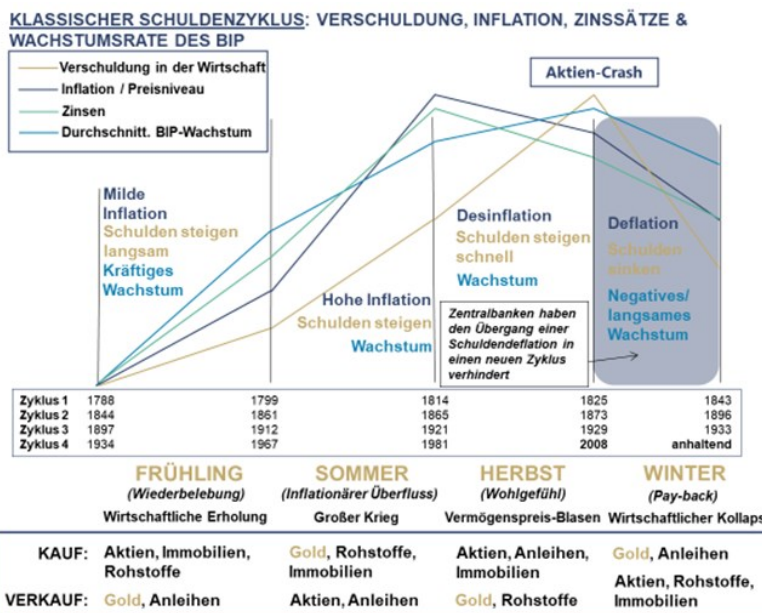 KLASSISCHER SCHULDENZYKLUS: VERSCHULDUNG, INFLATION, ZINSSÄTZE &
WACHSTUMSRATE DES BIP
Verschuldung in der Wirtschaft
Inflation / Preisniveau
Zinsen
Durchschnitt. BIP-Wachstum
Aktien-Crash
Milde
Inflation
Schulden steigen
langsam
Kräftiges
Wachstum
Hohe Inflation
Schulden steigen
Wachstum
Desinflation
Schulden steigen
schnell
Wachstum
Deflation
Schulden
sinken
Negatives/
langsames
Wachstum
Zentralbanken haben
den Übergang einer
Schuldendeflation in
einen neuen Zyklus
verhindert
Zyklus 1 1788 1799 1814 1825 1843
Zyklus 2 1844 1861 1865 1873 1896
Zyklus 3 1897 1912 1921 1929 1933
Zyklus 4 1934 1967 1981 2008 anhaltend
FRÜHLING SOMMER HERBST WINTER
(Wiederbelebung) (Inflationärer Überfluss) (Wohlgefühl) (Pay-back)
Wirtschaftliche Erholung Großer Krieg Vermögenspreis-Blasen Wirtschaftlicher Kollaps
KAUF: Aktien, Immobilien, Gold, Rohstoffe, Aktien, Anleihen, Gold, Anleihen
Rohstoffe Immobilien Immobilien
Aktien, Rohstoffe,
VERKAUF: Gold, Anleihen Aktien, Anleihen Gold, Rohstoffe Immobilien